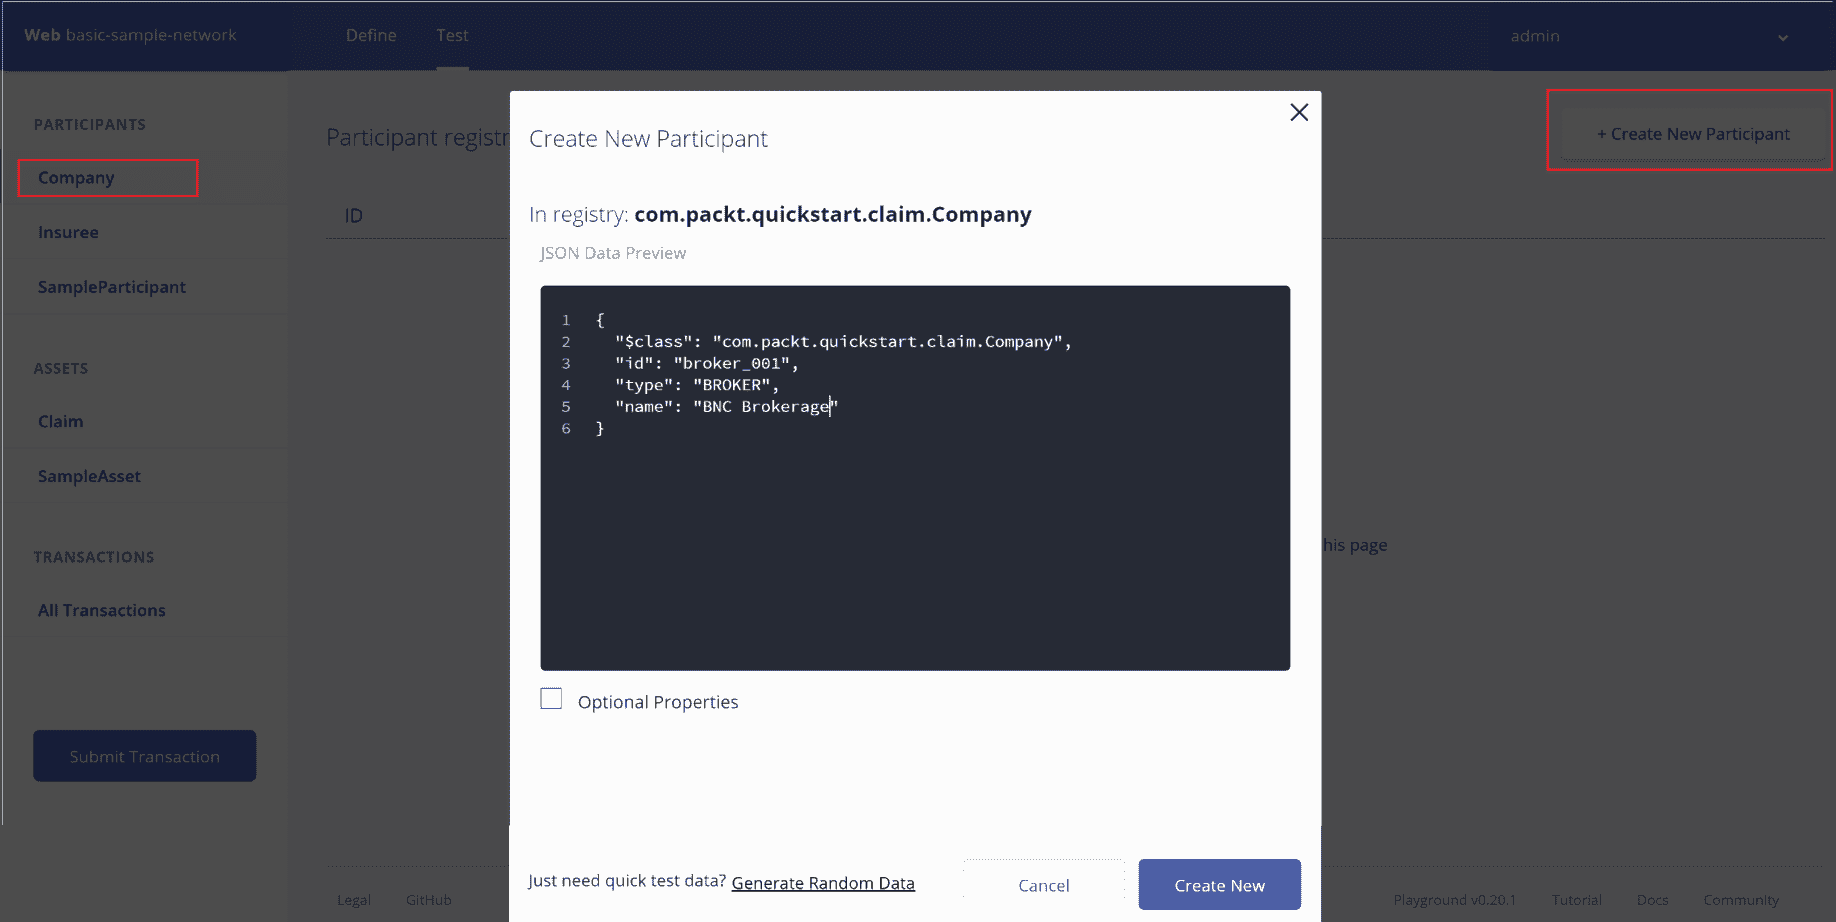 Web basic-sample-network
Define
Test
admin
PARTICIPANTS
Company
Insuree
SampleParticipant
ASSETS
Claim
SampleAsset
TRANSACTIONS
All Transactions
Submit Transaction
Participant registr
+ Create New Participant
ID
his page
Create New Participant
In registry: com.packt.quickstart.claim.Company
JSON Data Preview
1 {
2 "$class": "com.packt.quickstart.claim.Company",
3 "id": "broker_001",
4 "type": "BROKER",
5 "name": "BNC Brokerage"
6 }
Optional Properties
Just need quick test data? Generate Random Data
Cancel
Create New
Legal
GitHub
Playground v0.20.1
Tutorial
Docs
Community